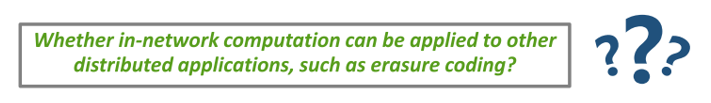 Whether in-network computation can be applied to other
distributed applications, such as erasure coding?
???